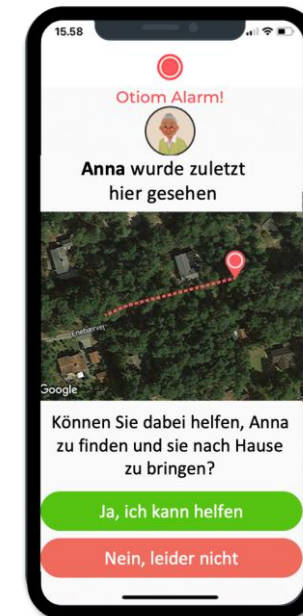 15.58
Otiom Alarm!
Anna wurde zuletzt
hier gesehen
Enebærvej
Google
Können Sie dabei helfen, Anna
zu finden und sie nach Hause
zu bringen?
Ja, ich kann helfen
Nein, leider nicht